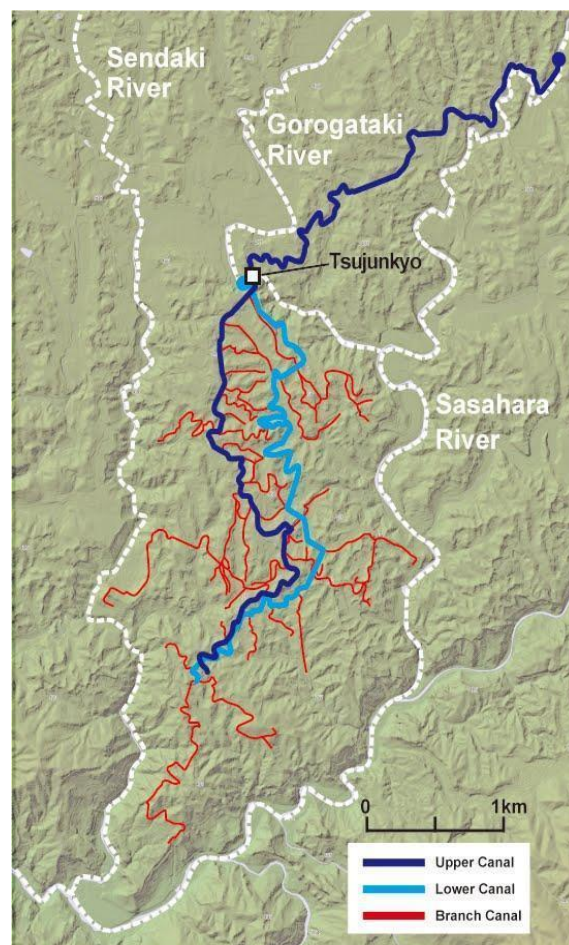 Sendaki
River
Gorogataki
River
Tsujunkyo
Sasahara
River
0 1km
Upper Canal
Lower Canal
Branch Canal